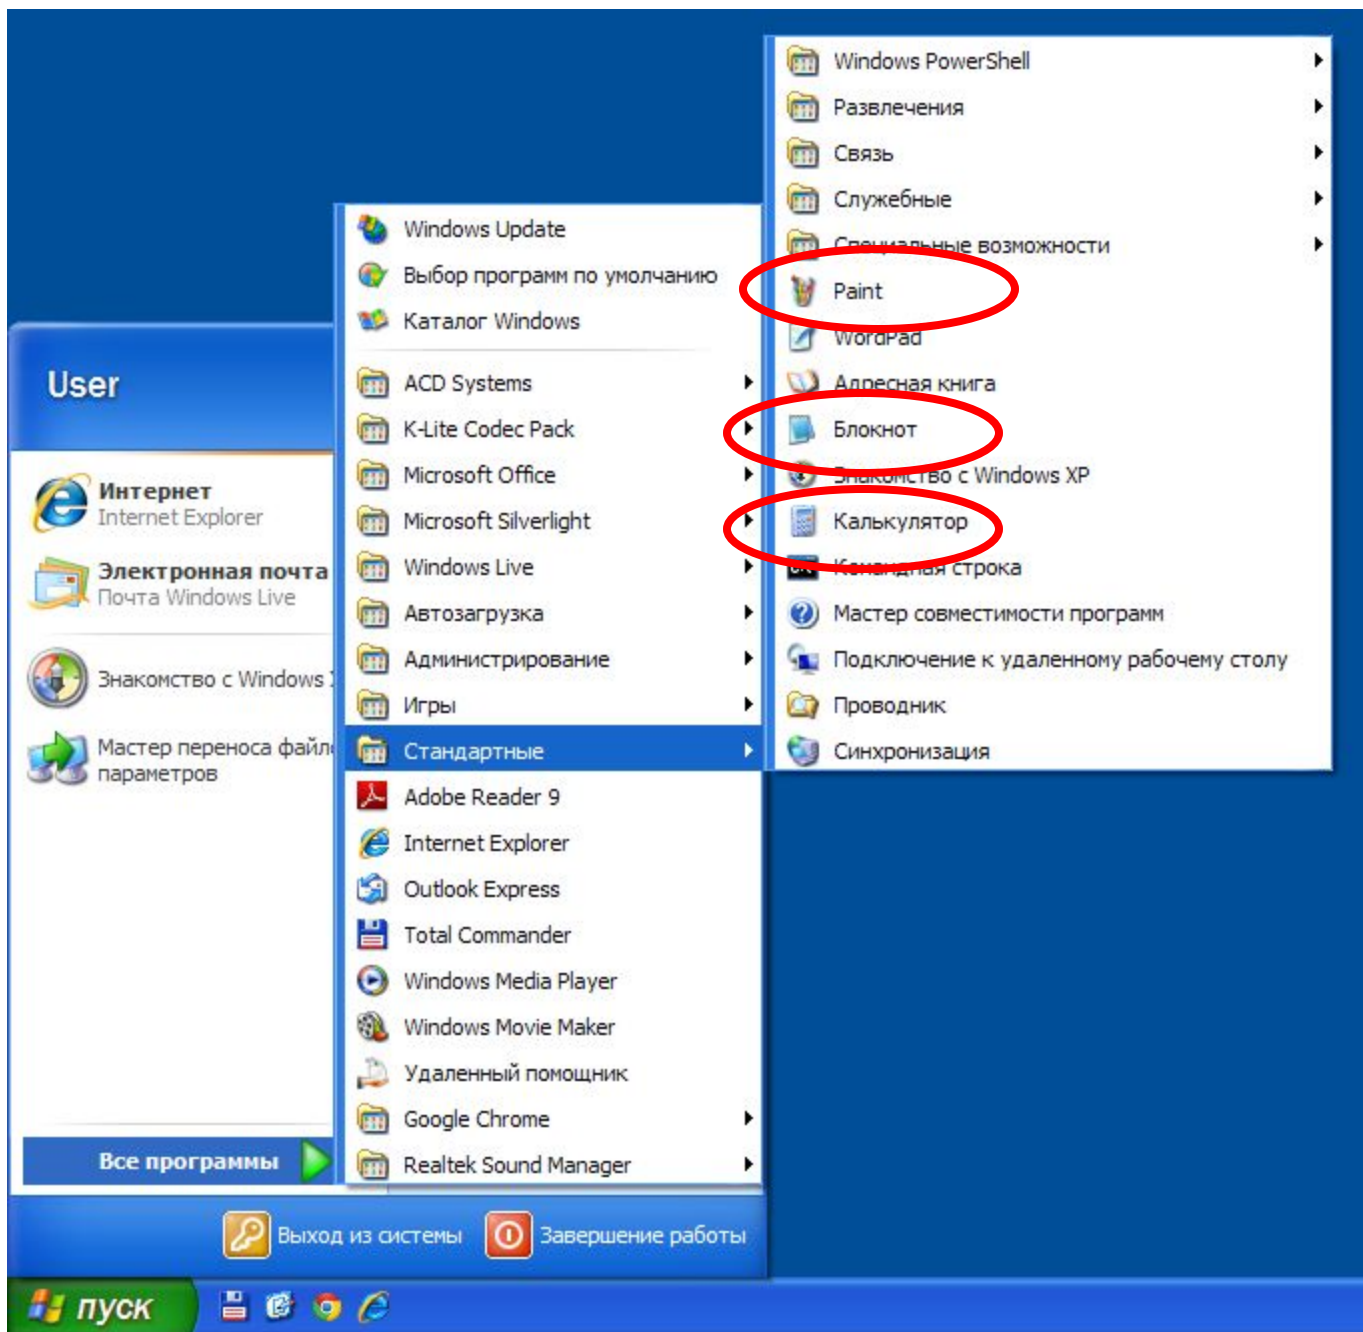 User
Интернет
Internet Explorer
Электронная почта
Почта Windows Live
Знакомство с Windows
Мастер переноса файл
параметров
Все программы
Windows Update
Выбор программ по умолчанию
Каталог Windows
ACD Systems
K-Lite Codec Pack
Microsoft Office
Microsoft Silverlight
Windows Live
Автозагрузка
Администрирование
Игры
Стандартные
Adobe Reader 9
Internet Explorer
Outlook Express
Total Commander
Windows Media Player
Windows Movie Maker
Удаленный помощник
Google Chrome
Realtek Sound Manager
Windows PowerShell
Развлечения
Связь
Служебные
Специальные возможности
Paint
WordPad
Адресная книга
Блокнот
Знакомство с Windows XP
Калькулятор
Командная строка
Мастер совместимости программ
Подключение к удаленному рабочему столу
Проводник
Синхронизация
Выход из системы
Завершение работы
пуск